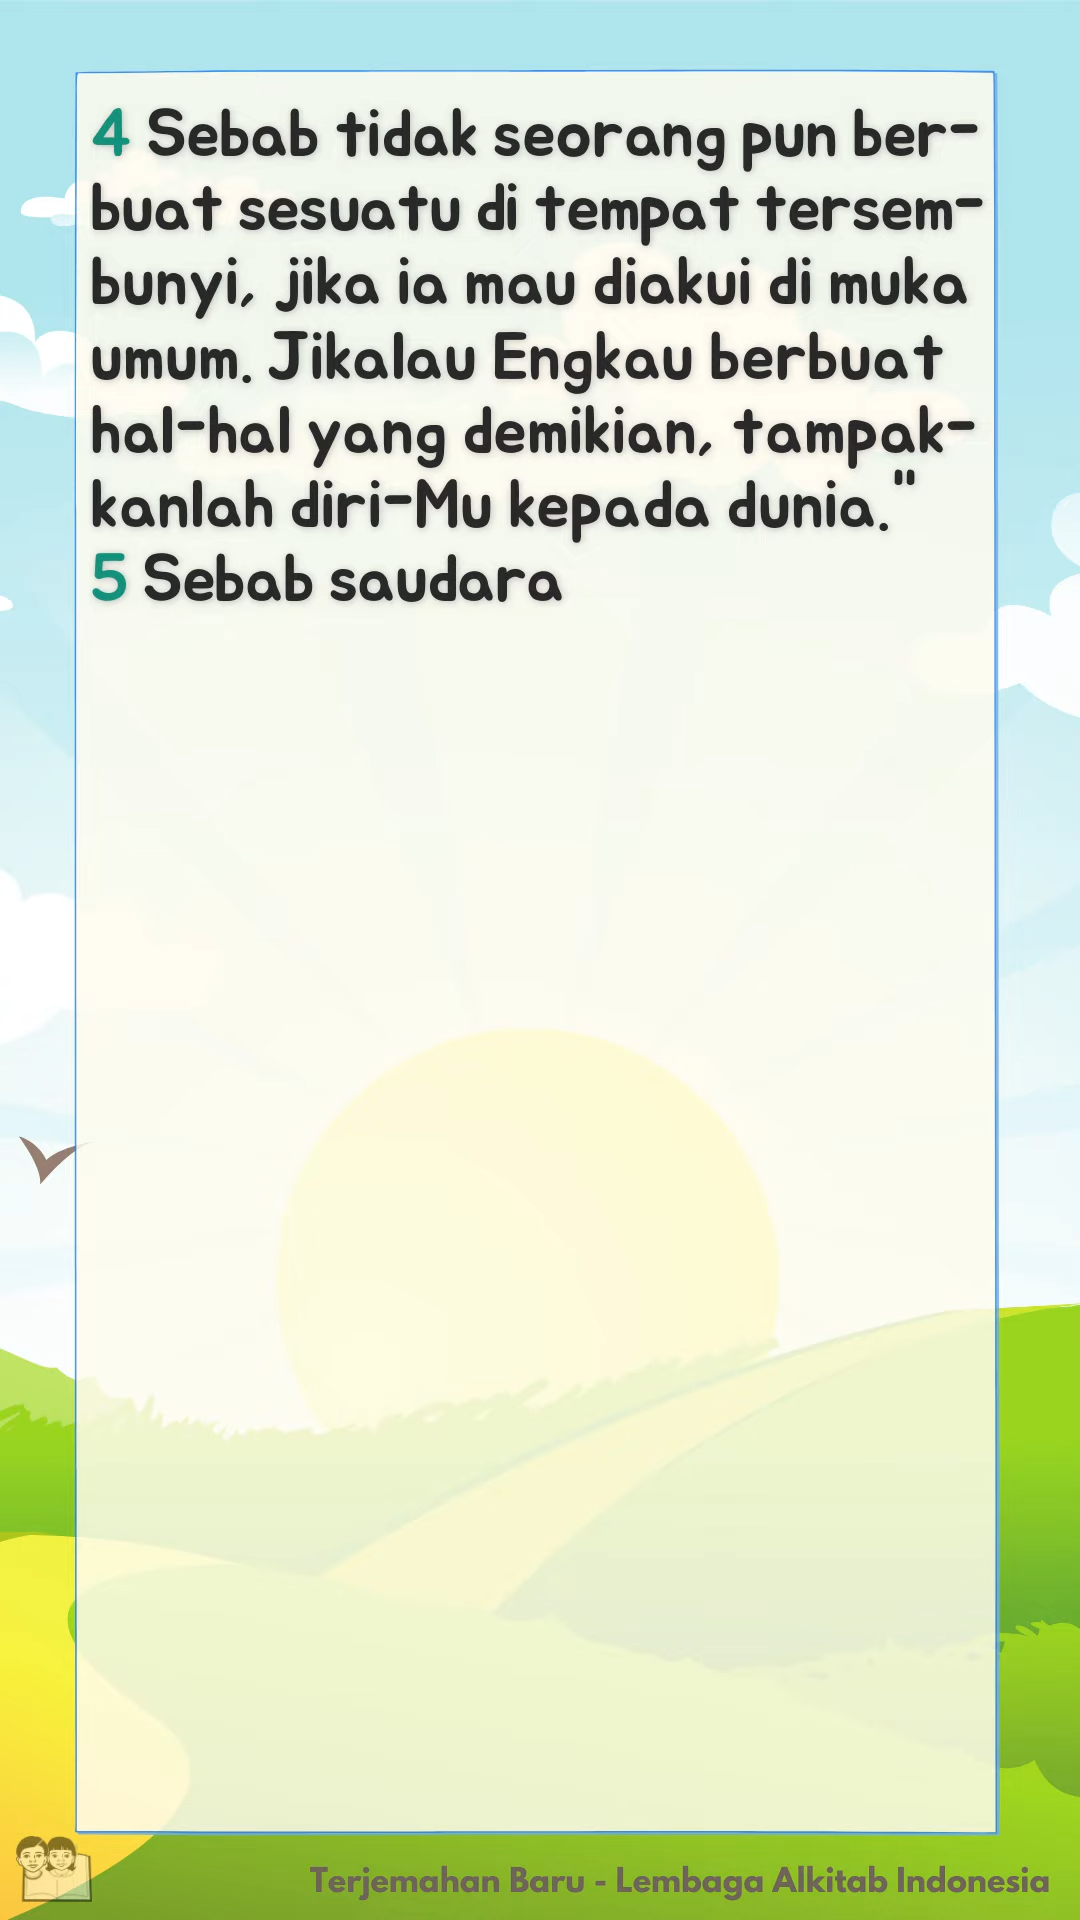 4 Sebab tidak seorang pun ber-
buat sesuatu di tempat tersem-
bunyi, jika ia mau diakui di muka
umum. Jikalau Engkau berbuat
hal-hal yang demikian, tampak-
kanlah diri-Mu kepada dunia."
5 Sebab saudara
Terjemahan Baru - Lembaga Alkitab Indonesia